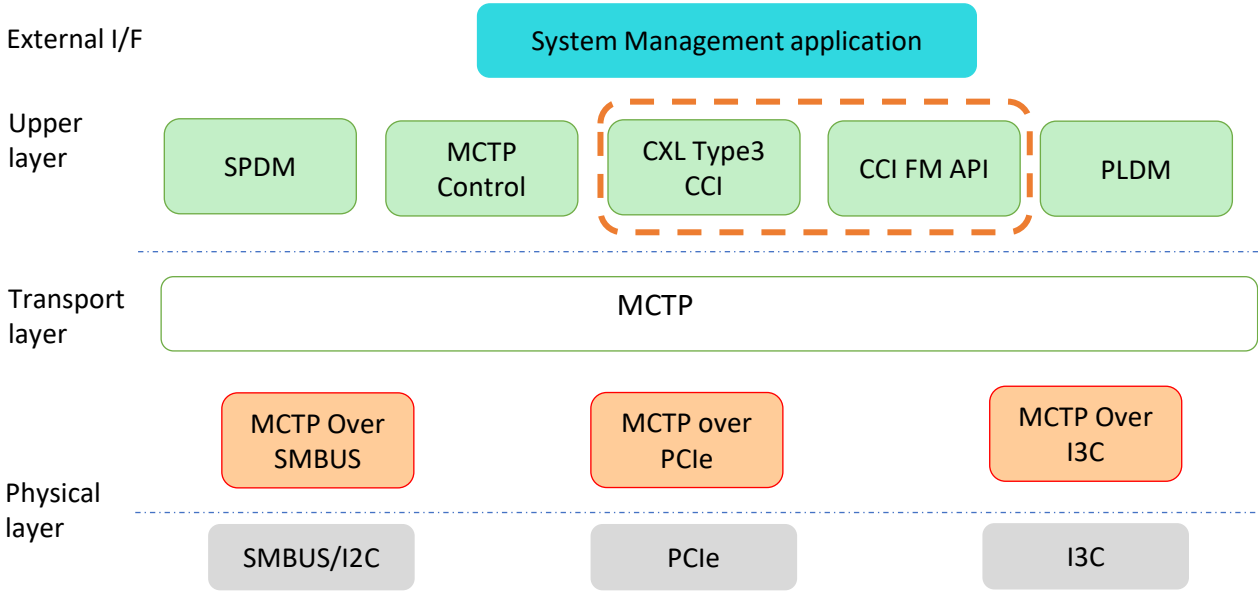 External I/F
System Management application
Upper
layer
SPDM
MCTP
Control
CXL Type3
CCI
CCI FM API
PLDM
Transport
layer
MCTP
MCTP Over
SMBUS
MCTP over
PCIe
MCTP Over
I3C
Physical
layer
SMBUS/I2C
PCIe
I3C